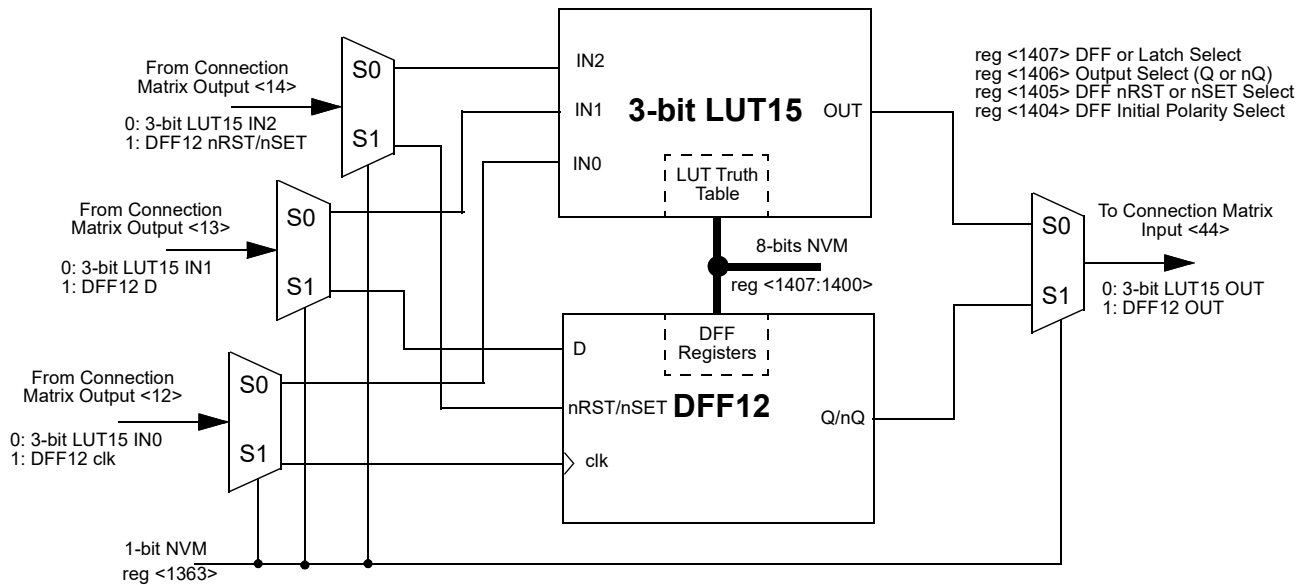 From Connection
Matrix Output <14>
0: 3-bit LUT15 IN2
1: DFF12 nRST/nSET
S0
S1
From Connection
Matrix Output <13>
0: 3-bit LUT15 IN1
1: DFF12 D
S0
S1
From Connection
Matrix Output <12>
0: 3-bit LUT15 IN0
1: DFF12 clk
S0
S1
1-bit NVM
reg <1363>
IN2
IN1
IN0
3-bit LUT15
OUT
LUT Truth
Table
8-bits NVM
reg <1407:1400>
DFF
Registers
D
nRST/nSET
DFF12
Q/nQ
clk
reg <1407> DFF or Latch Select
reg <1406> Output Select (Q or nQ)
reg <1405> DFF nRST or nSET Select
reg <1404> DFF Initial Polarity Select
S0
S1
To Connection Matrix
Input <44>
0: 3-bit LUT15 OUT
1: DFF12 OUT